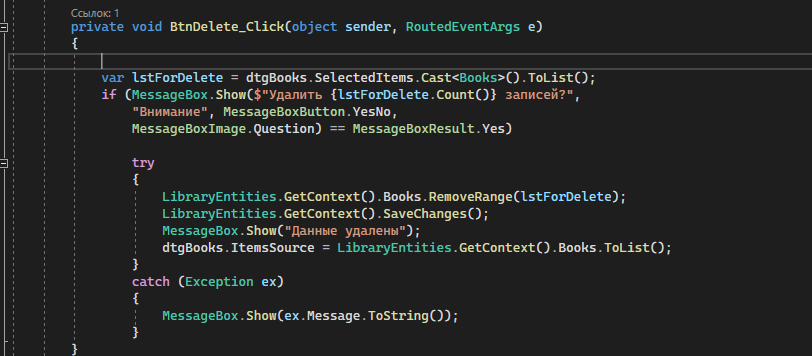 Ссылок: 1
private void BtnDelete_Click(object sender, RoutedEventArgs e)
{
var lstForDelete = dtgBooks.SelectedItems.Cast<Books>().ToList();
if (MessageBox.Show($"Удалить {lstForDelete.Count()} записей?",
"Внимание", MessageBoxButton.YesNo,
MessageBoxImage.Question) == MessageBoxResult.Yes)
try
{
LibraryEntities.GetContext().Books.RemoveRange(lstForDelete);
LibraryEntities.GetContext().SaveChanges();
MessageBox.Show("Данные удалены");
dtgBooks.ItemsSource = LibraryEntities.GetContext().Books.ToList();
}
catch (Exception ex)
{
MessageBox.Show(ex.Message.ToString());
}
}